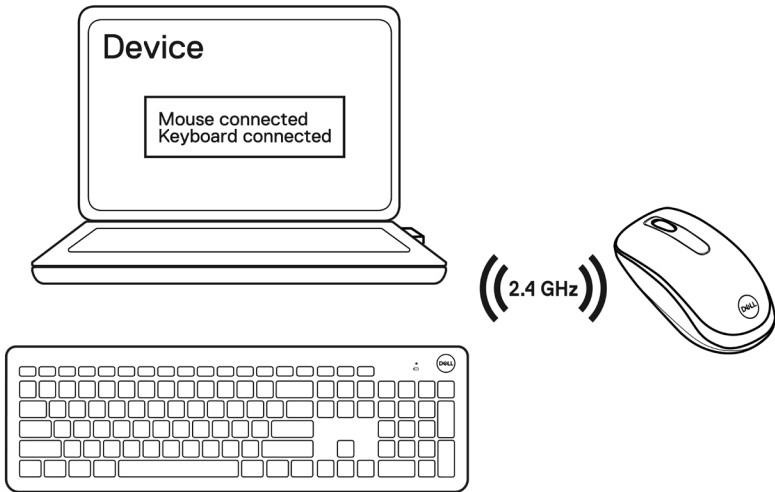 Device
Mouse connected
Keyboard connected
2.4 GHz
DELL
DELL